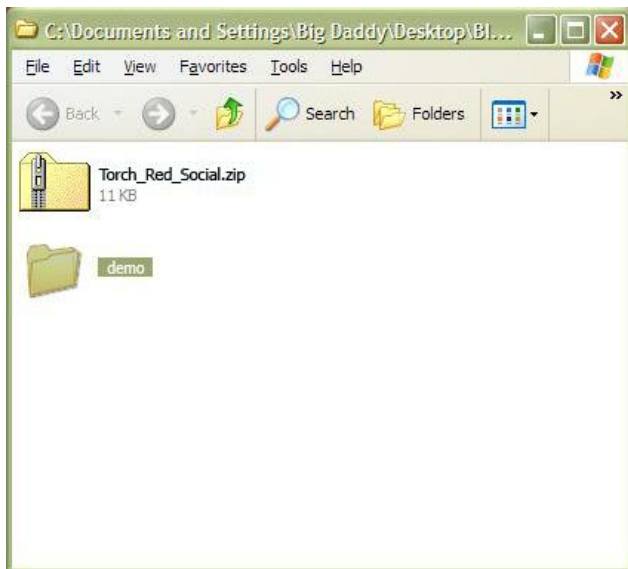 C:\Documents and Settings\Big Daddy\Desktop\Bl...
File Edit View Favorites Tools Help
Back Search Folders »
Torch_Red_Social.zip
11 KB
demo